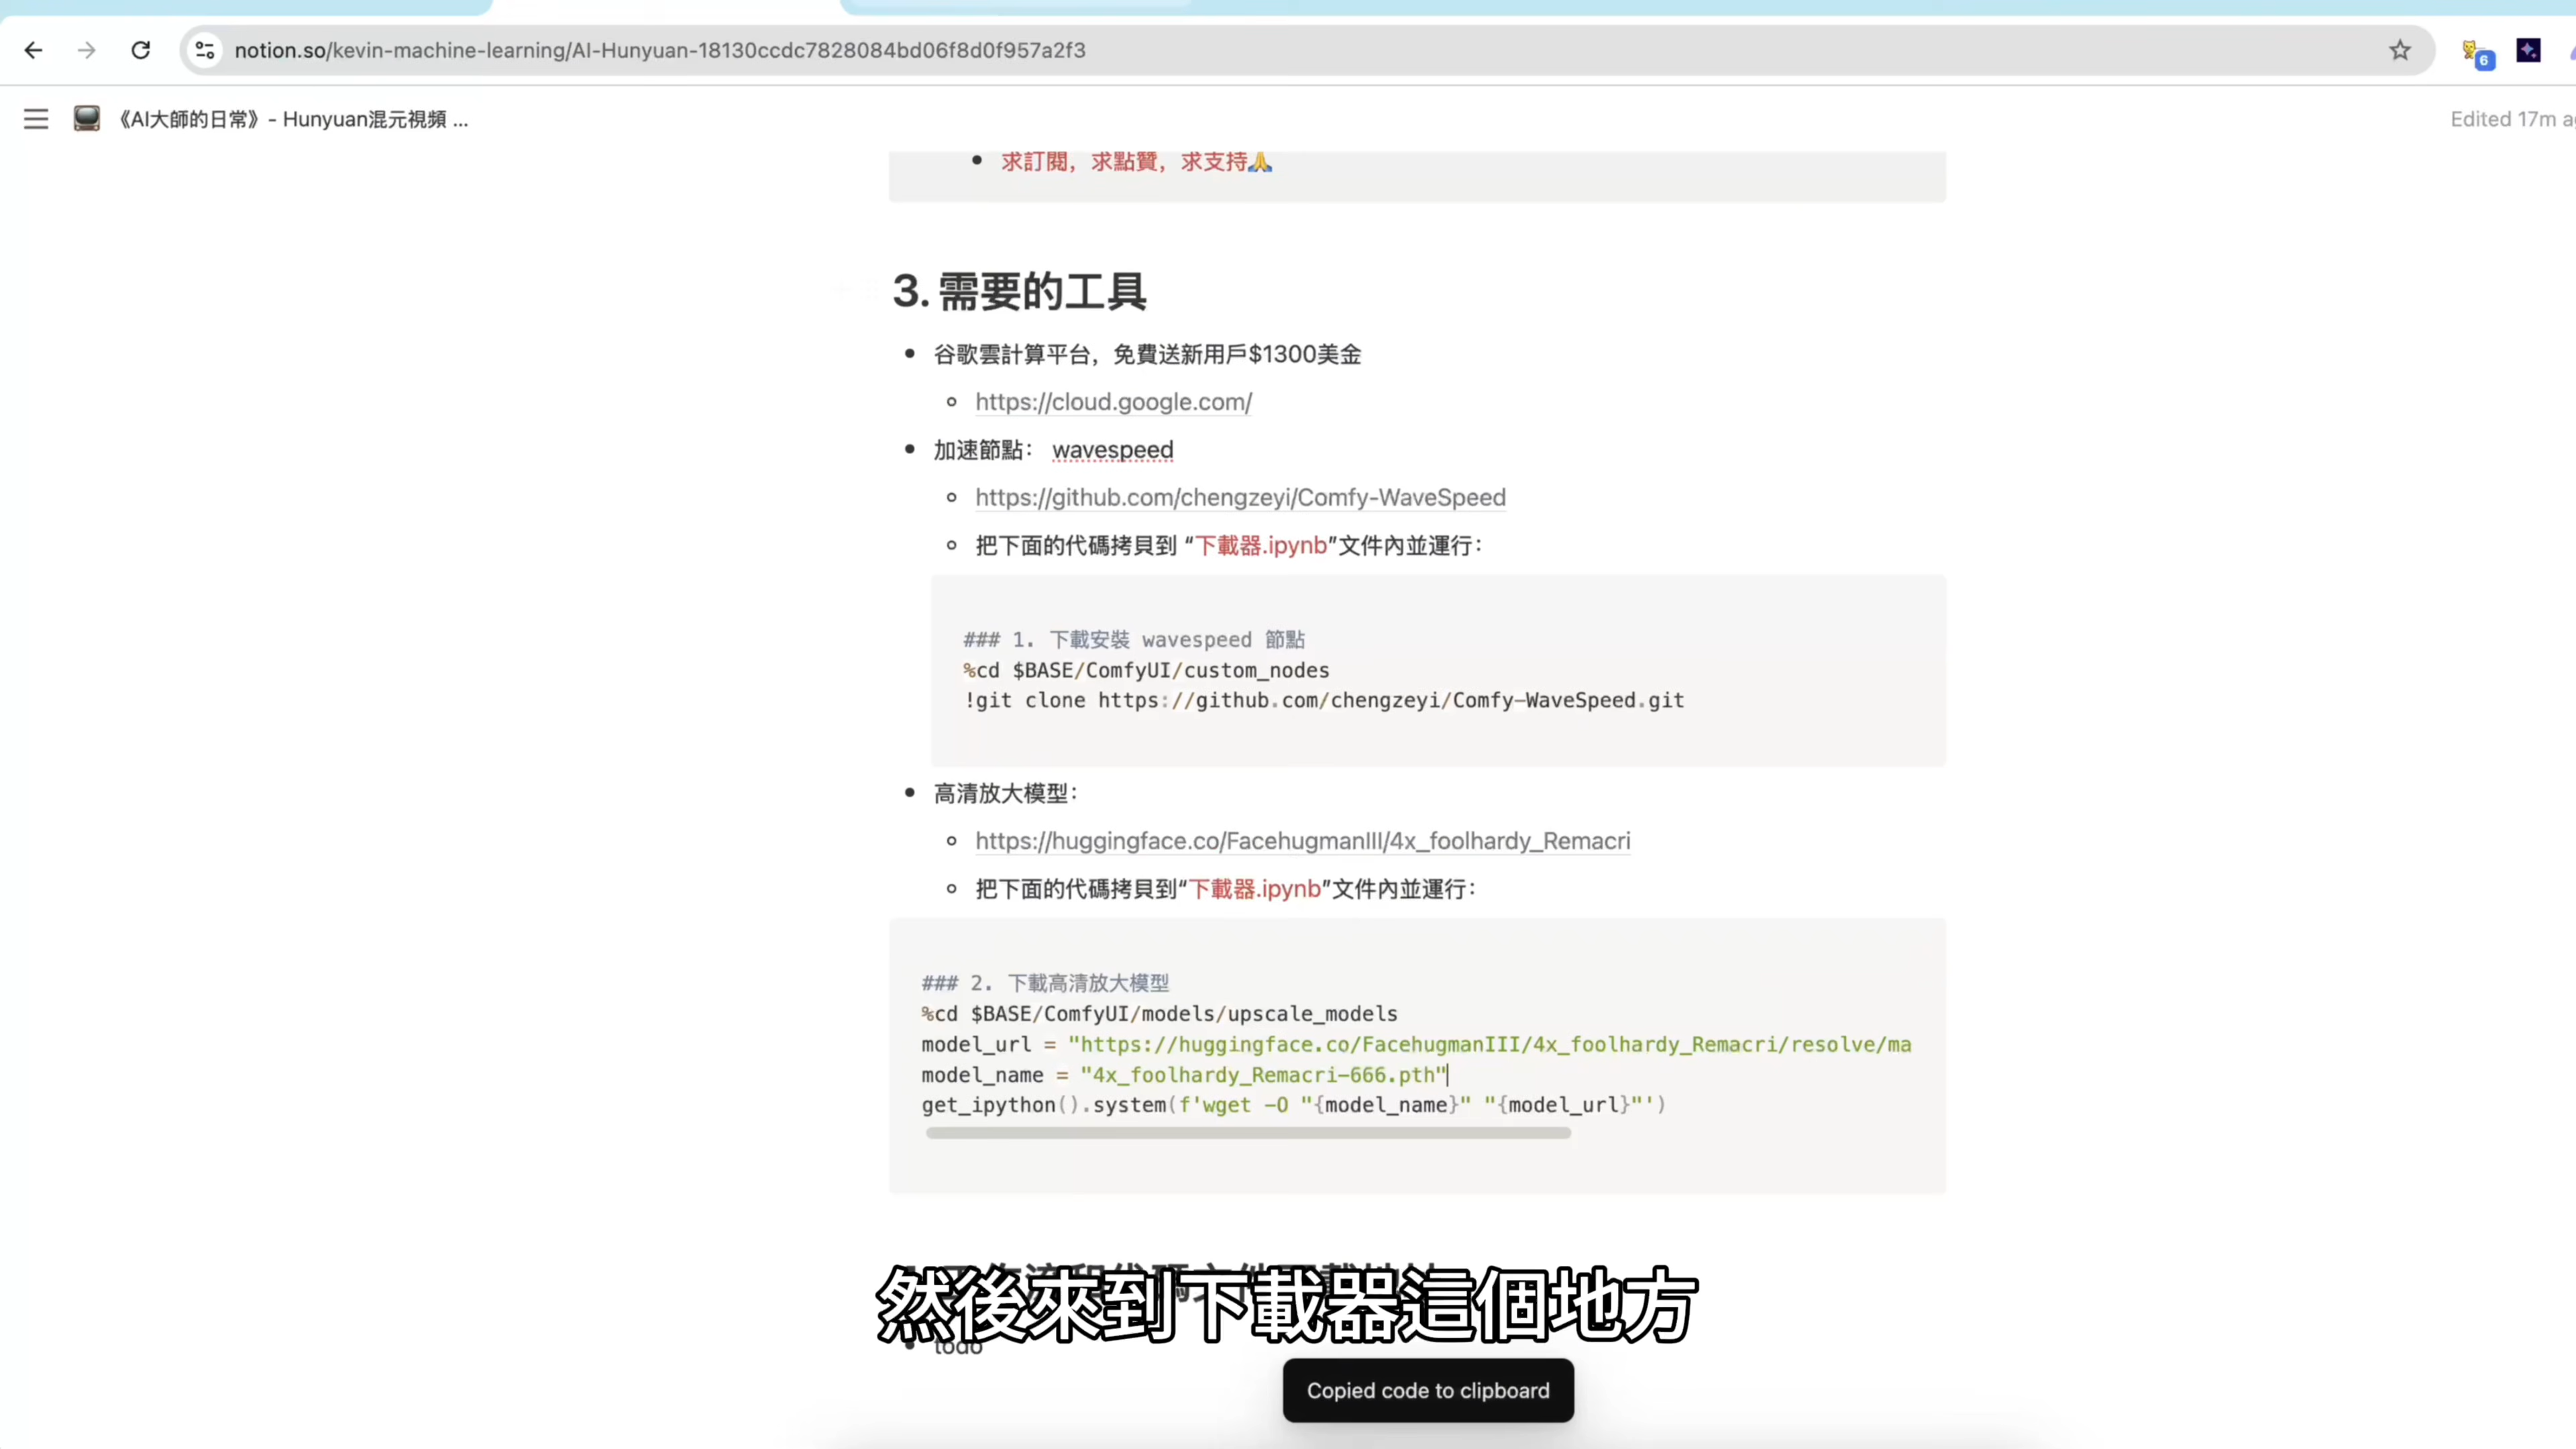 notion.so/kevin-machine-learning/AI-Hunyuan-18130ccdc7828084bd06f8d0f957a2f3
6
《AI大師的日常》- Hunyuan混元視頻 ...
Edited 17m a
求訂閱，求點贊，求支持🙏
3. 需要的工具
谷歌雲計算平台，免費送新用戶$1300美金
https://cloud.google.com/
加速節點： wavespeed
https://github.com/chengzeyi/Comfy-WaveSpeed
把下面的代碼拷貝到 “下載器.ipynb”文件內並運行：
### 1. 下載安裝 wavespeed 節點
%cd $BASE/ComfyUI/custom_nodes
!git clone https://github.com/chengzeyi/Comfy-WaveSpeed.git
高清放大模型：
https://huggingface.co/FacehugmanIII/4x_foolhardy_Remacri
把下面的代碼拷貝到“下載器.ipynb”文件內並運行：
### 2. 下載高清放大模型
%cd $BASE/ComfyUI/models/upscale_models
model_url = "https://huggingface.co/FacehugmanIII/4x_foolhardy_Remacri/resolve/ma
model_name = "4x_foolhardy_Remacri-666.pth"
get_ipython().system(f'wget -O "{model_name}" "{model_url}"')
然後來到下載器這個地方
todo
Copied code to clipboard